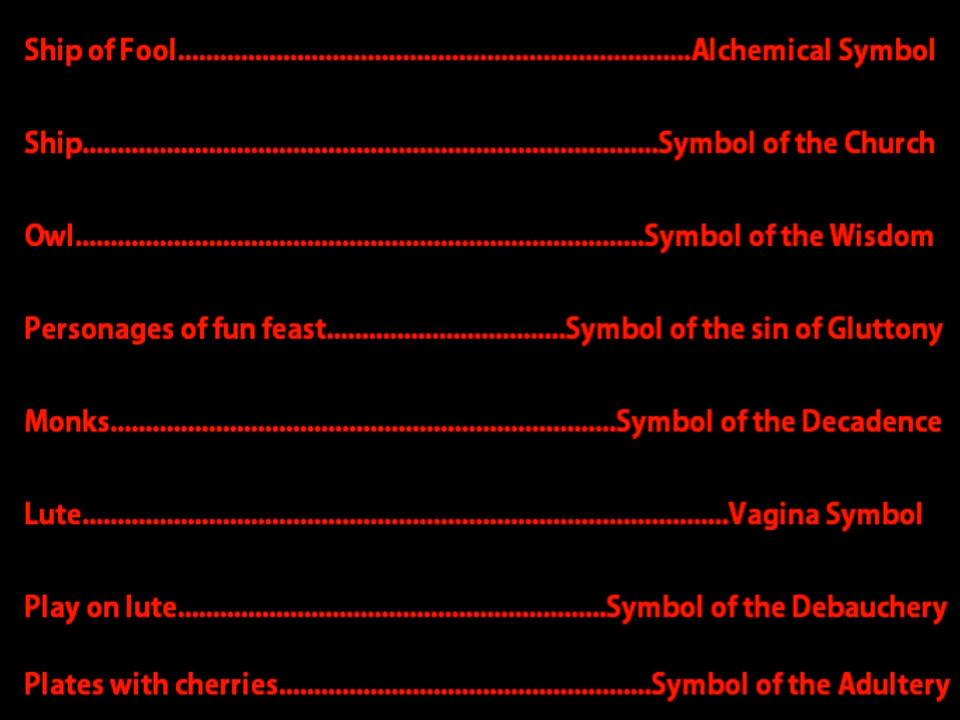 Ship of Fool.........................................................................Alchemical Symbol
Ship..................................................................................Symbol of the Church
Owl.................................................................................Symbol of the Wisdom
Personages of fun feast..................................Symbol of the sin of Gluttony
Monks........................................................................Symbol of the Decadence
Lute............................................................................................Vagina Symbol
Play on lute.............................................................Symbol of the Debauchery
Plates with cherries.....................................................Symbol of the Adultery